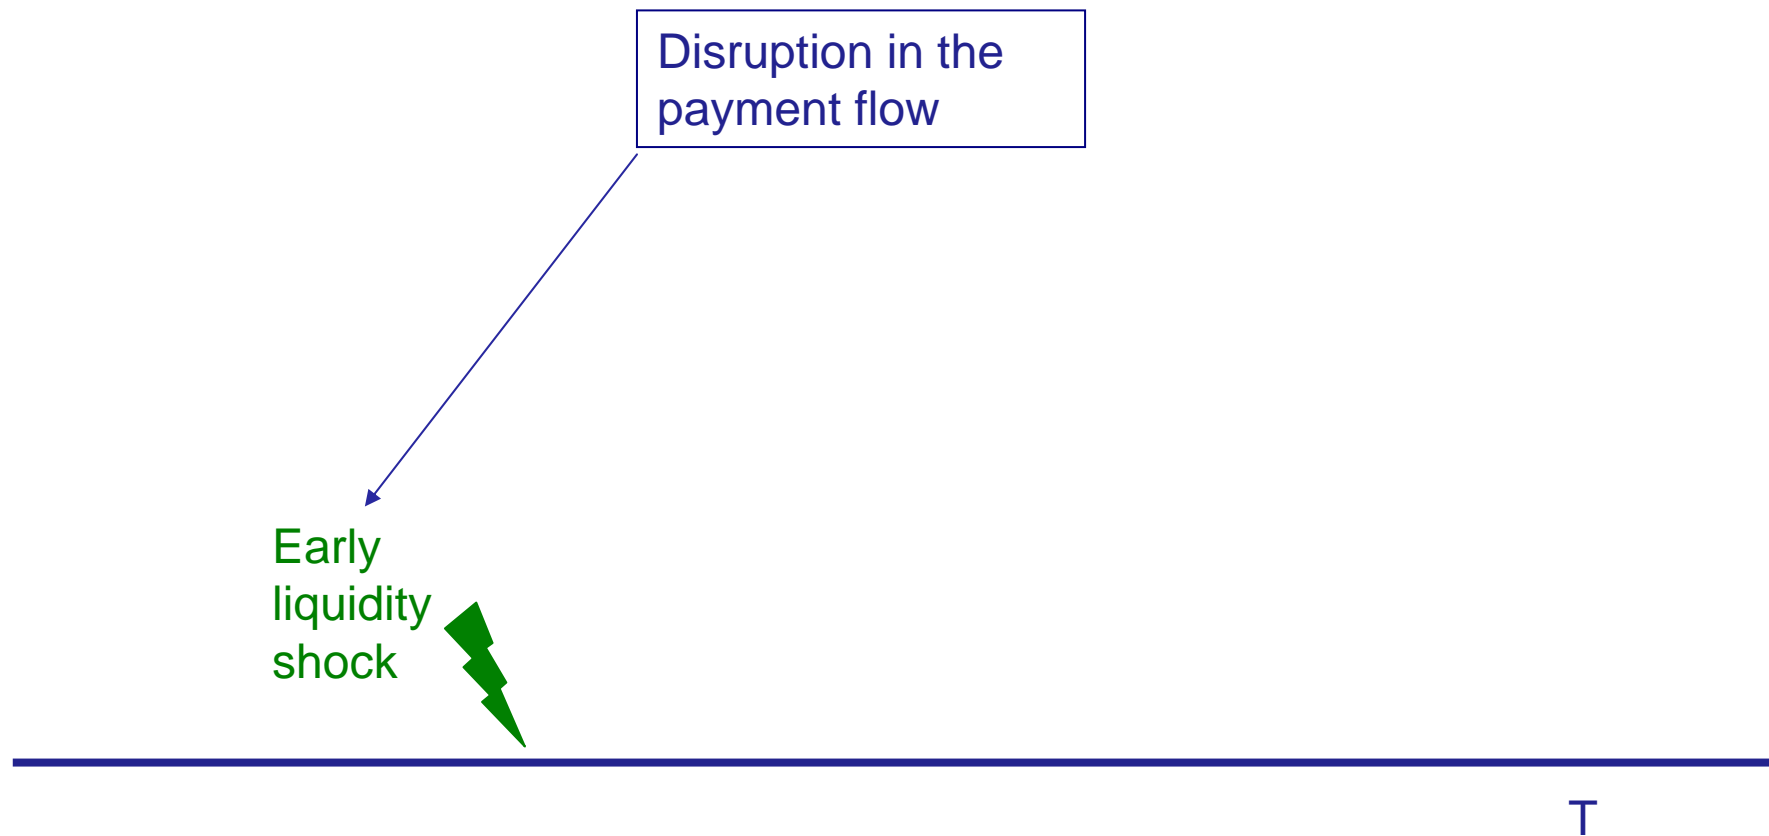 Disruption in the
payment flow
Early
liquidity
shock
T